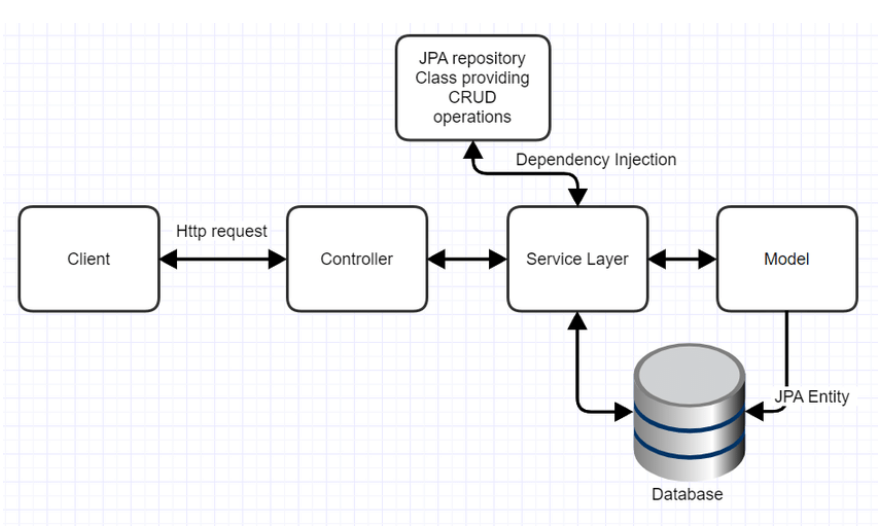 JPA repository
Class providing
CRUD
operations
Dependency Injection
Http request
Client
Controller
Service Layer
Model
JPA Entity
Database